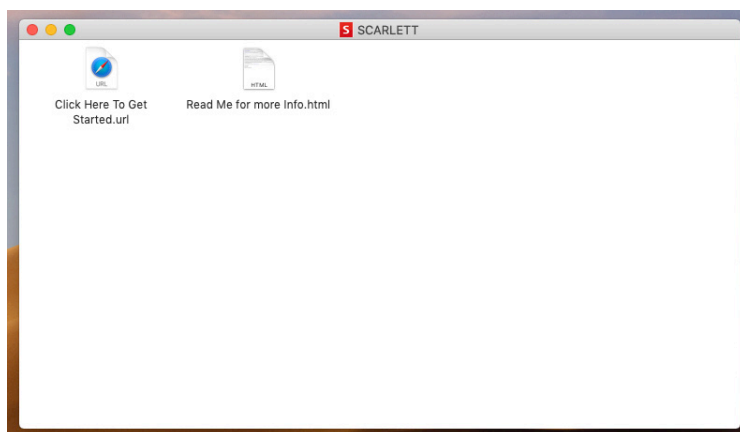 S SCARLETT
URL
HTML
Click Here To Get
Started.url
Read Me for more Info.html